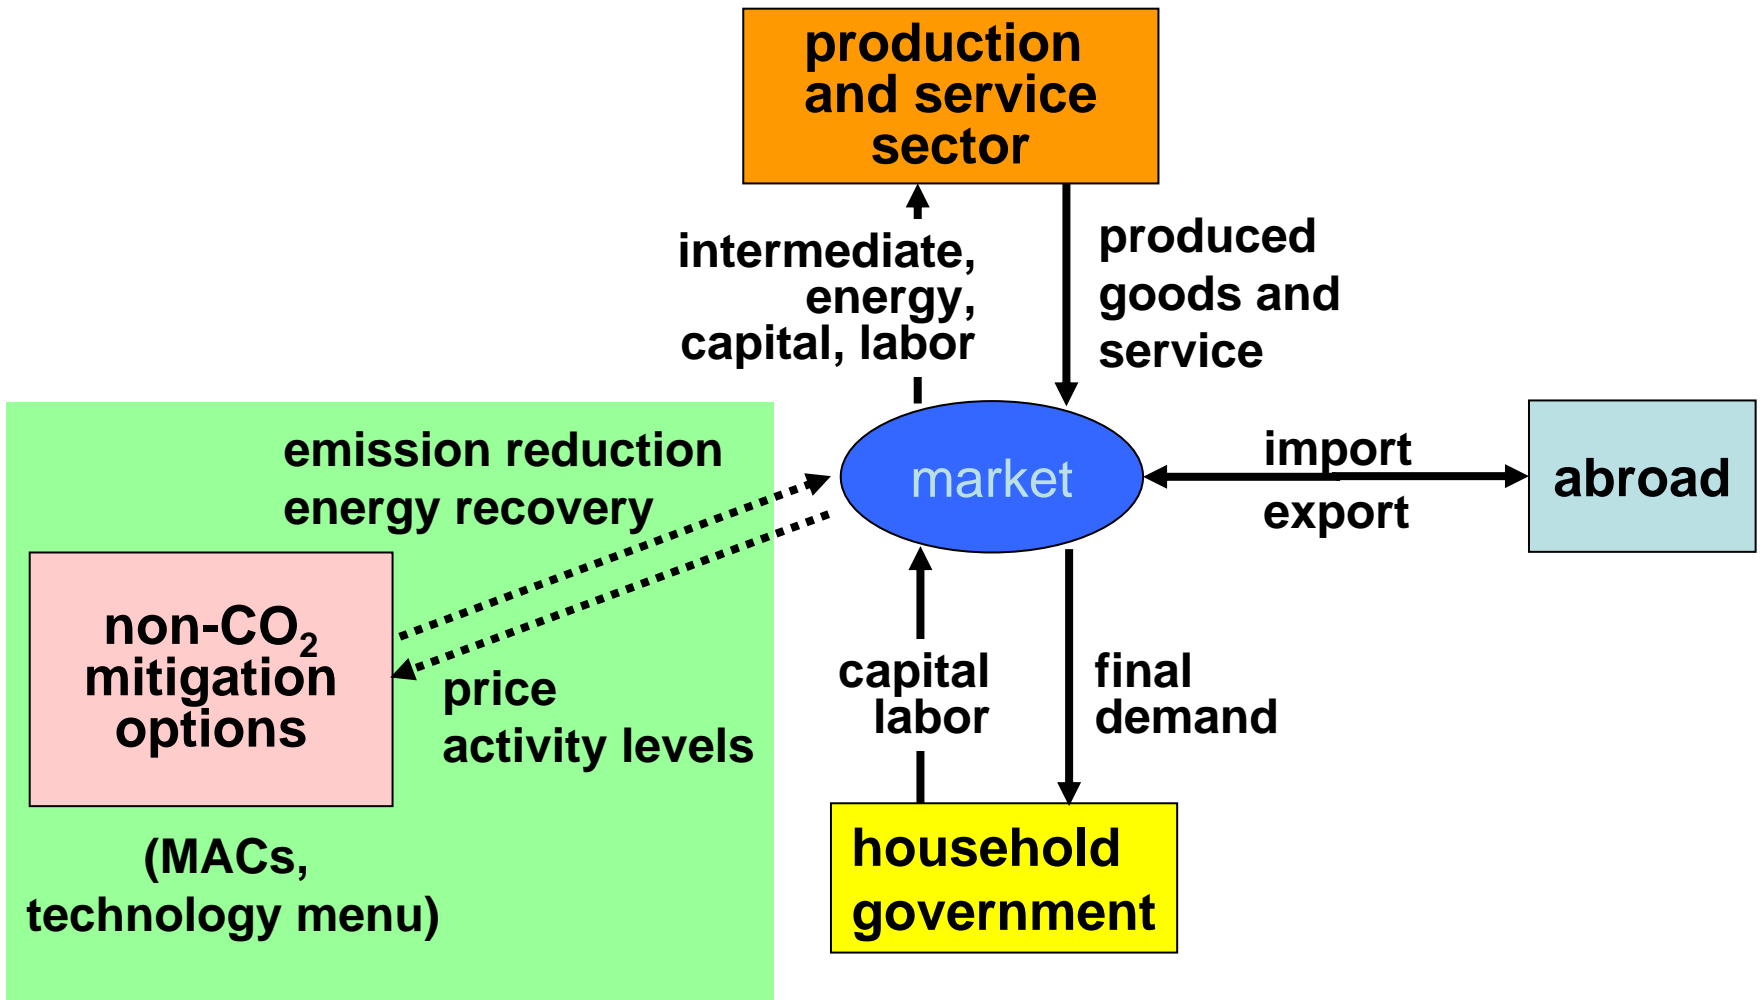 production
and service
sector
intermediate,
energy,
capital, labor
produced
goods and
service
emission reduction
energy recovery
market
import
export
abroad
non-CO₂
mitigation
options
price
activity levels
capital
labor
final
demand
(MACs,
technology menu)
household
government